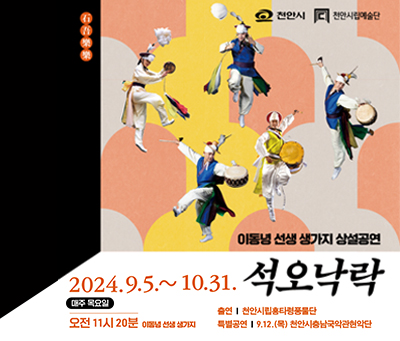 石吾樂樂
천안시 천안시립예술단
이동녕 선생 생가지 상설공연
석오낙락
2024.9.5.~ 10.31.
매주 목요일
오전 11시 20분 이동녕 선생 생가지
출연 | 천안시립흥타령풍물단
특별공연 | 9.12.(목) 천안시충남국악관현악단